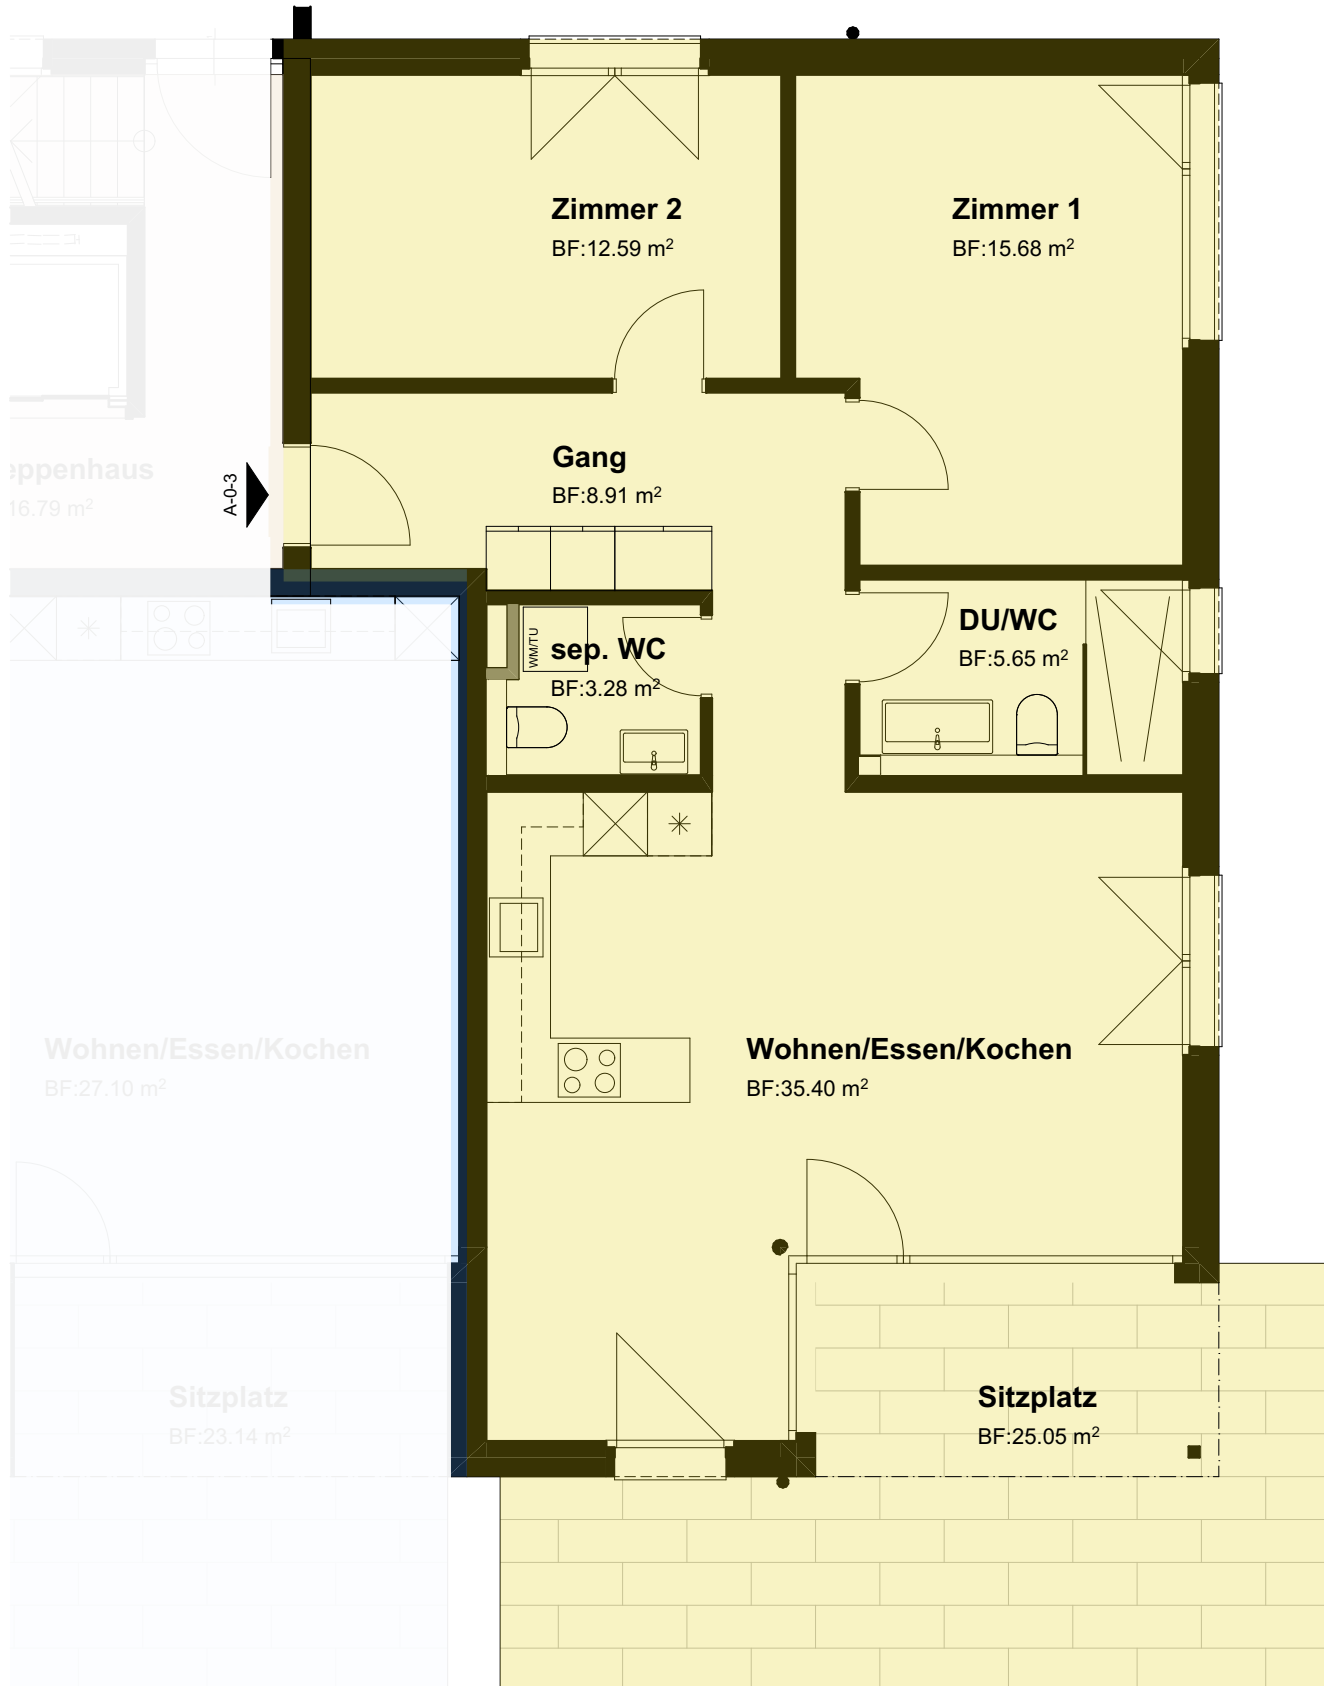 Zimmer 2
BF:12.59 m²
Zimmer 1
BF:15.68 m²
eppenhaus
16.79 m²
A-0-3
Gang
BF:8.91 m²
WM/TU
sep. WC
BF:3.28 m²
DU/WC
BF:5.65 m²
Wohnen/Essen/Kochen
BF:27.10 m²
Wohnen/Essen/Kochen
BF:35.40 m²
Sitzplatz
BF:23.14 m²
Sitzplatz
BF:25.05 m²